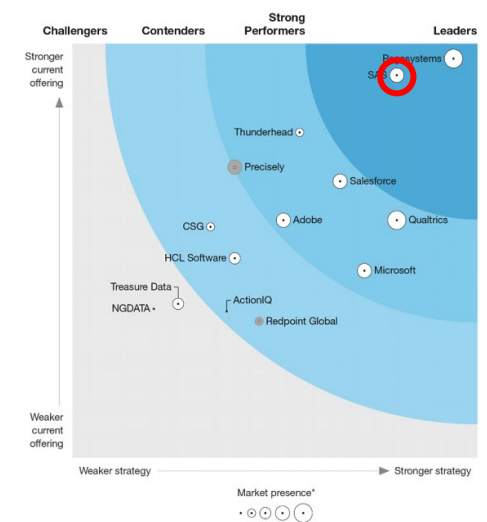 Challengers Contenders Strong Performers Leaders
Stronger current offering
SAS
Thunderhead
Precisely
Salesforce
CSG
Adobe
Qualtrics
HCL Software
Microsoft
Treasure Data
ActionIQ
NGDATA
Redpoint Global
Weaker current offering
Weaker strategy
Stronger strategy
Market presence*